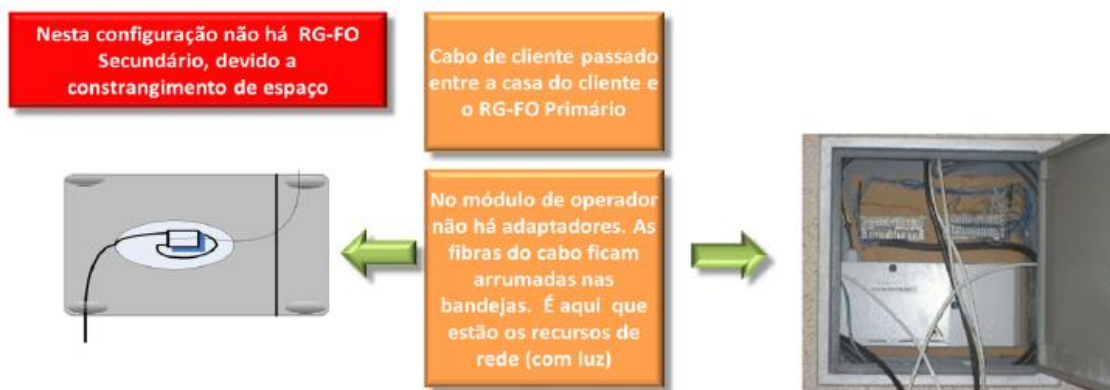 Nesta configuração não há RG-FO
Secundário, devido a
constrangimento de espaço
Cabo de cliente passado
entre a casa do cliente e
o RG-FO Primário
No módulo de operador
não há adaptadores. As
fibras do cabo ficam
arrumadas nas
bandejas. É aqui que
estão os recursos de
rede (com luz)